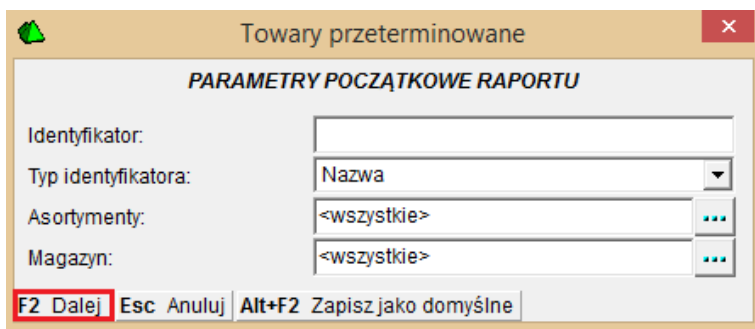 Towary przeterminowane
PARAMETRY POCZĄTKOWE RAPORTU
Identyfikator:
Typ identyfikatora: Nazwa
Asortymenty: <wszystkie> ...
Magazyn: <wszystkie> ...
F2 Dalej Esc Anuluj Alt+F2 Zapisz jako domyślne